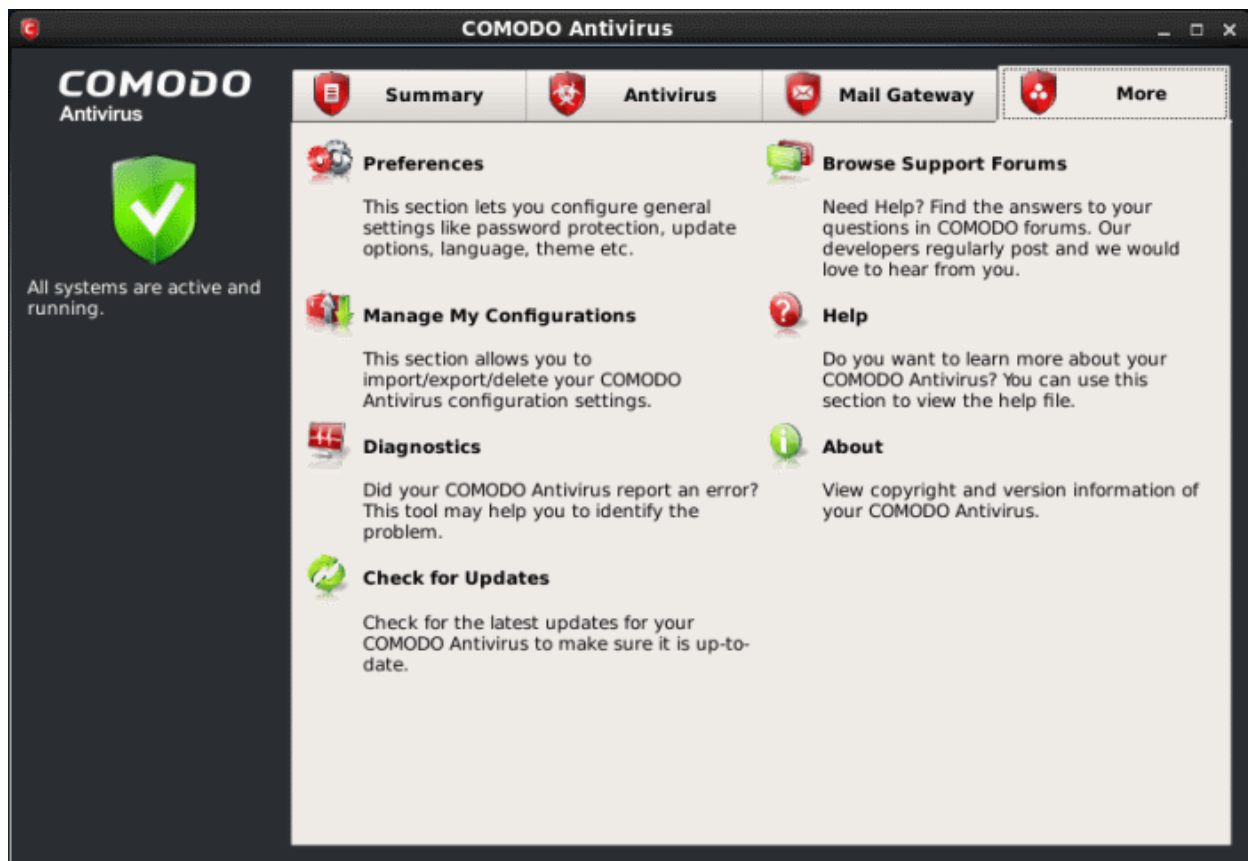 COMODO Antivirus
COMODO
Antivirus
All systems are active and
running.
Summary
Antivirus
Mail Gateway
More
Preferences
This section lets you configure general
settings like password protection, update
options, language, theme etc.
Manage My Configurations
This section allows you to
import/export/delete your COMODO
Antivirus configuration settings.
Diagnostics
Did your COMODO Antivirus report an error?
This tool may help you to identify the
problem.
Check for Updates
Check for the latest updates for your
COMODO Antivirus to make sure it is up-to-
date.
Browse Support Forums
Need Help? Find the answers to your
questions in COMODO forums. Our
developers regularly post and we would
love to hear from you.
Help
Do you want to learn more about your
COMODO Antivirus? You can use this
section to view the help file.
About
View copyright and version information of
your COMODO Antivirus.